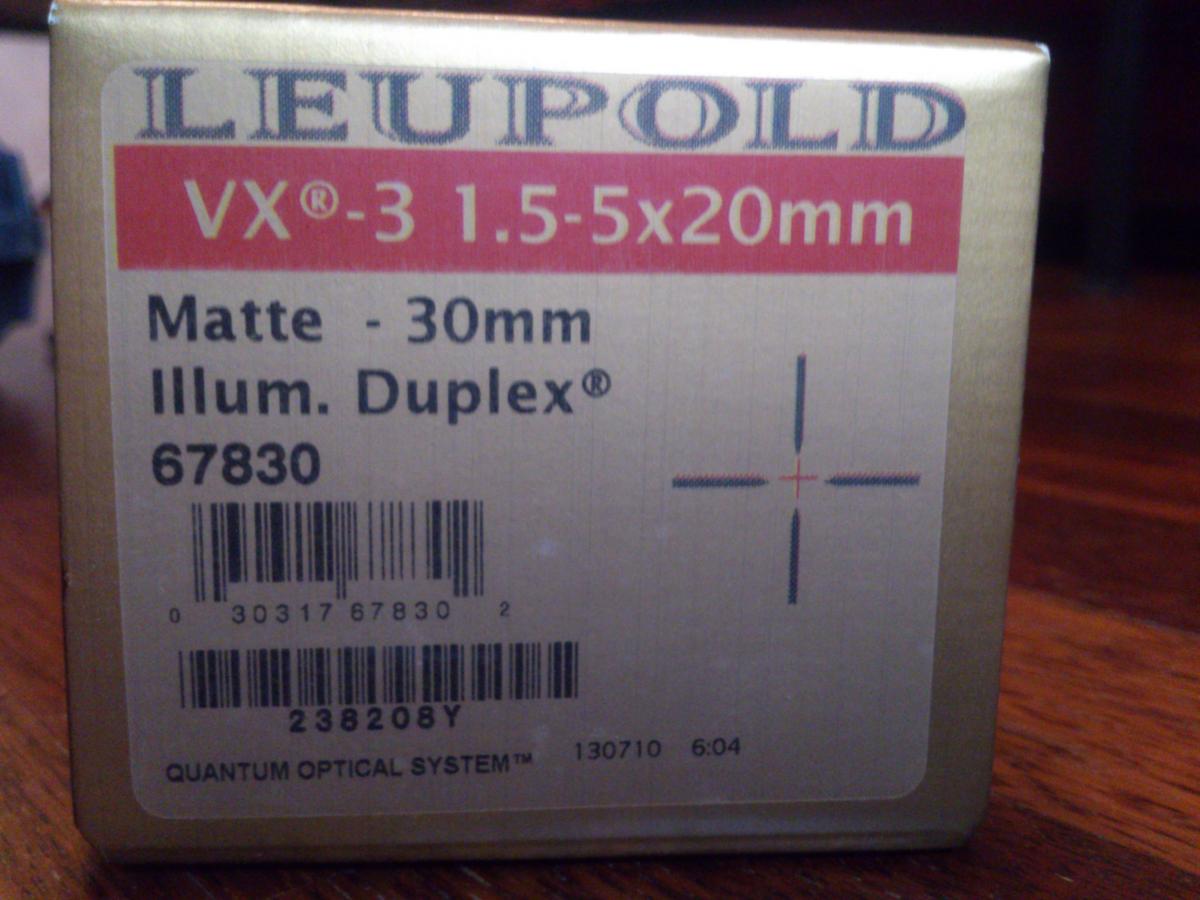 LEUPOLD
VX®-3 1.5-5x20mm
Matte - 30mm
Illum. Duplex®
67830
0 30317 67830 2
238208Y
QUANTUM OPTICAL SYSTEM™ 130710 6:04